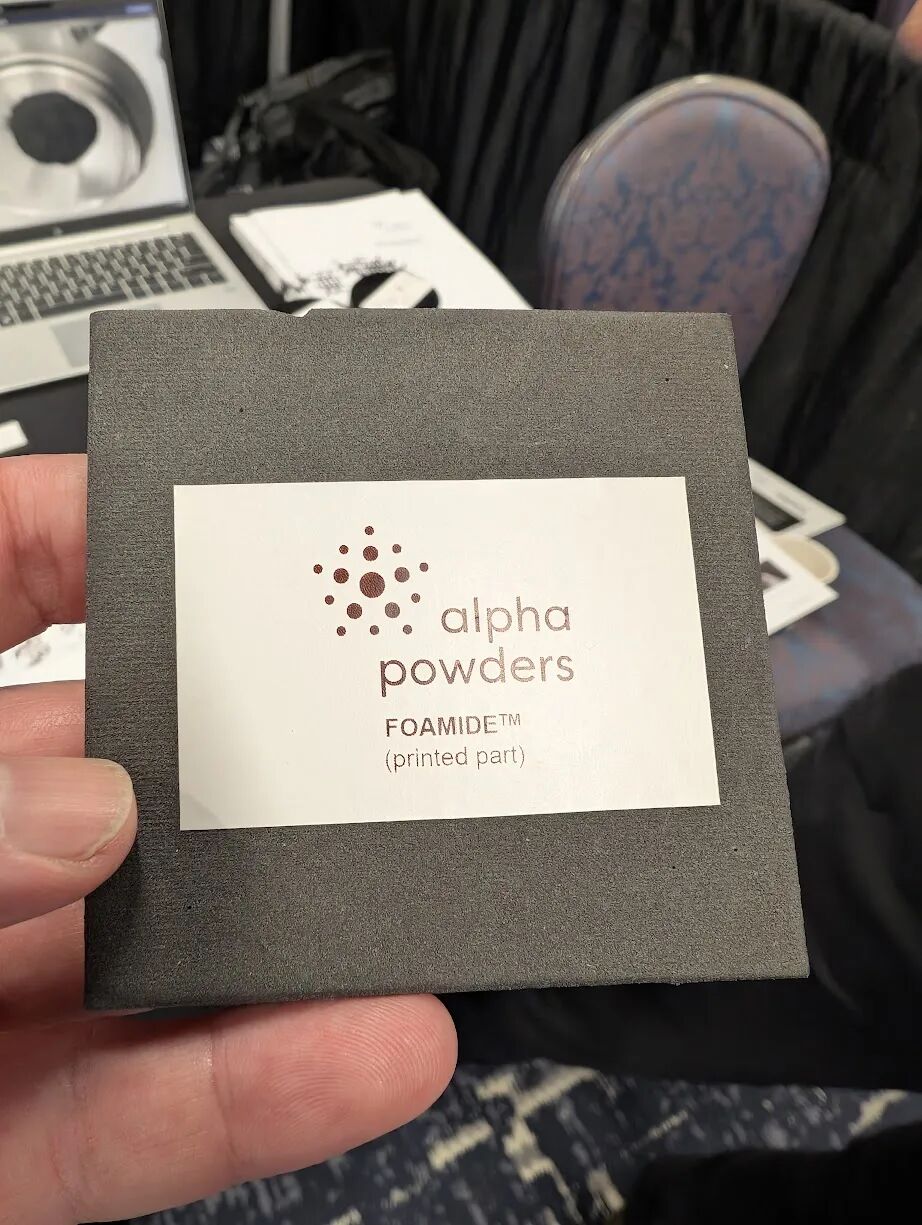 alpha
powders
FOAMIDE™
(printed part)